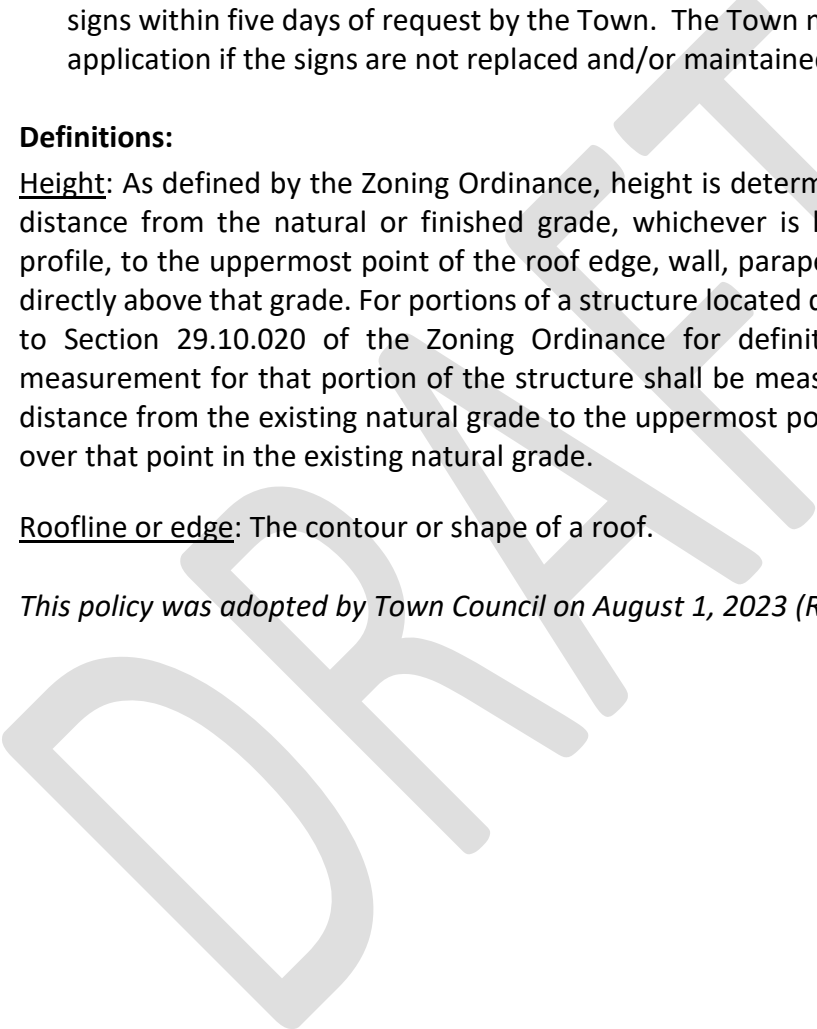 signs within five days of request by the Town. The Town
application if the signs are not replaced and/or
Definitions:
Height: As defined by the Zoning Ordinance, height is
distance from the natural or finished grade, whichever is
profile, to the uppermost point of the roof edge, wall,
directly above that grade. For portions of a structure located
to Section 29.10.020 of the Zoning Ordinance for
measurement for that portion of the structure shall be
distance from the existing natural grade to the uppermost
over that point in the existing natural grade.
Roofline or edge: The contour or shape of a roof.
This policy was adopted by Town Council on August 1, 2023
DRAFT